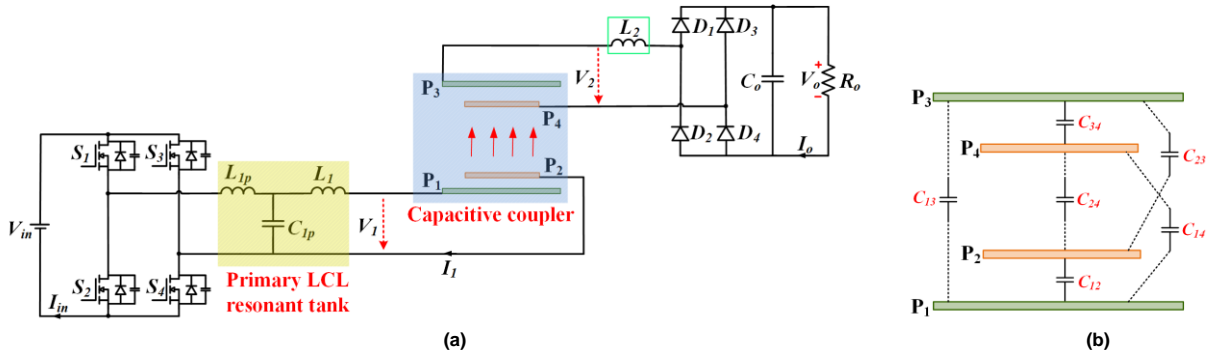 L₂
D₁
D₃
V₂
C₀
+
Vₒ
−
Rₒ
D₂
D₄
Iₒ
P₃
P₄
P₂
P₁
Capacitive coupler
S₁
S₃
L₁ₚ
L₁
C₁ₚ
V₁
I₁
Vᵢₙ
S₂
S₄
Iᵢₙ
Primary LCL
resonant tank
(a)
P₃
C₃₄
P₄
C₂₃
C₁₃
C₂₄
C₁₄
P₂
C₁₂
P₁
(b)